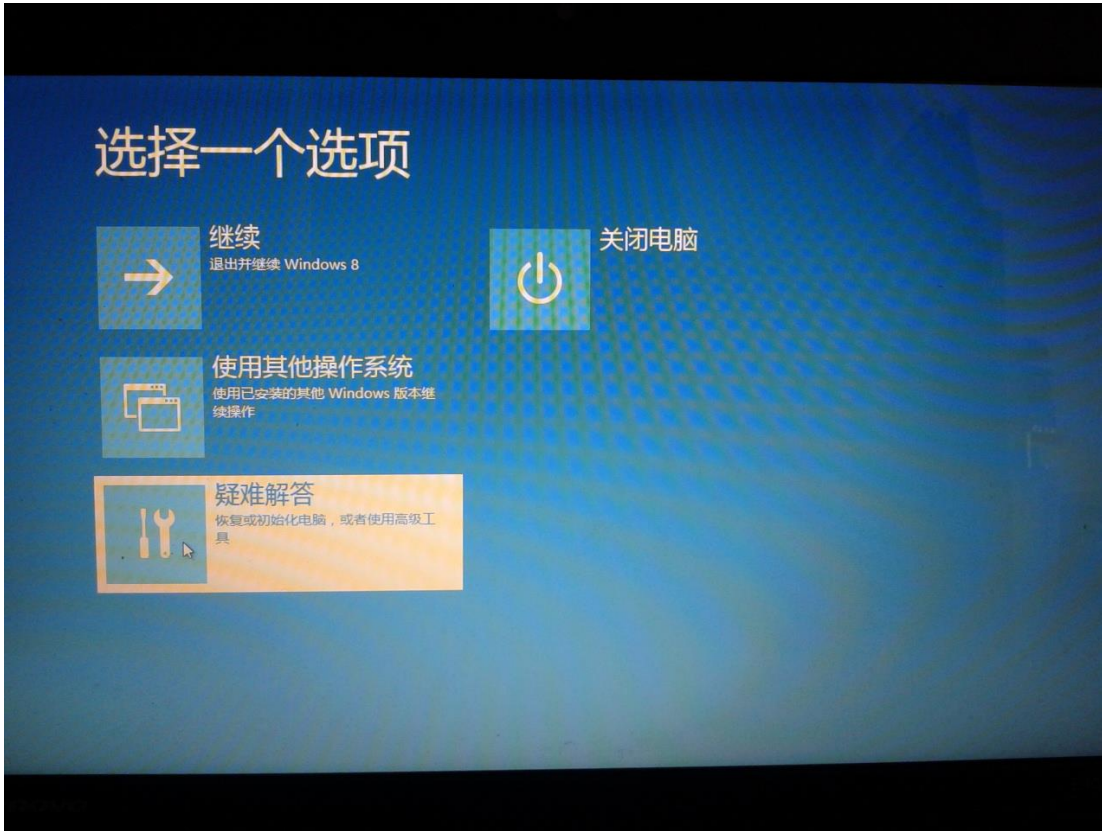 选择一个选项
继续
退出并继续 Windows 8
关闭电脑
使用其他操作系统
使用已安装的其他 Windows 版本继
续操作
疑难解答
恢复或初始化电脑，或者使用高级工
具